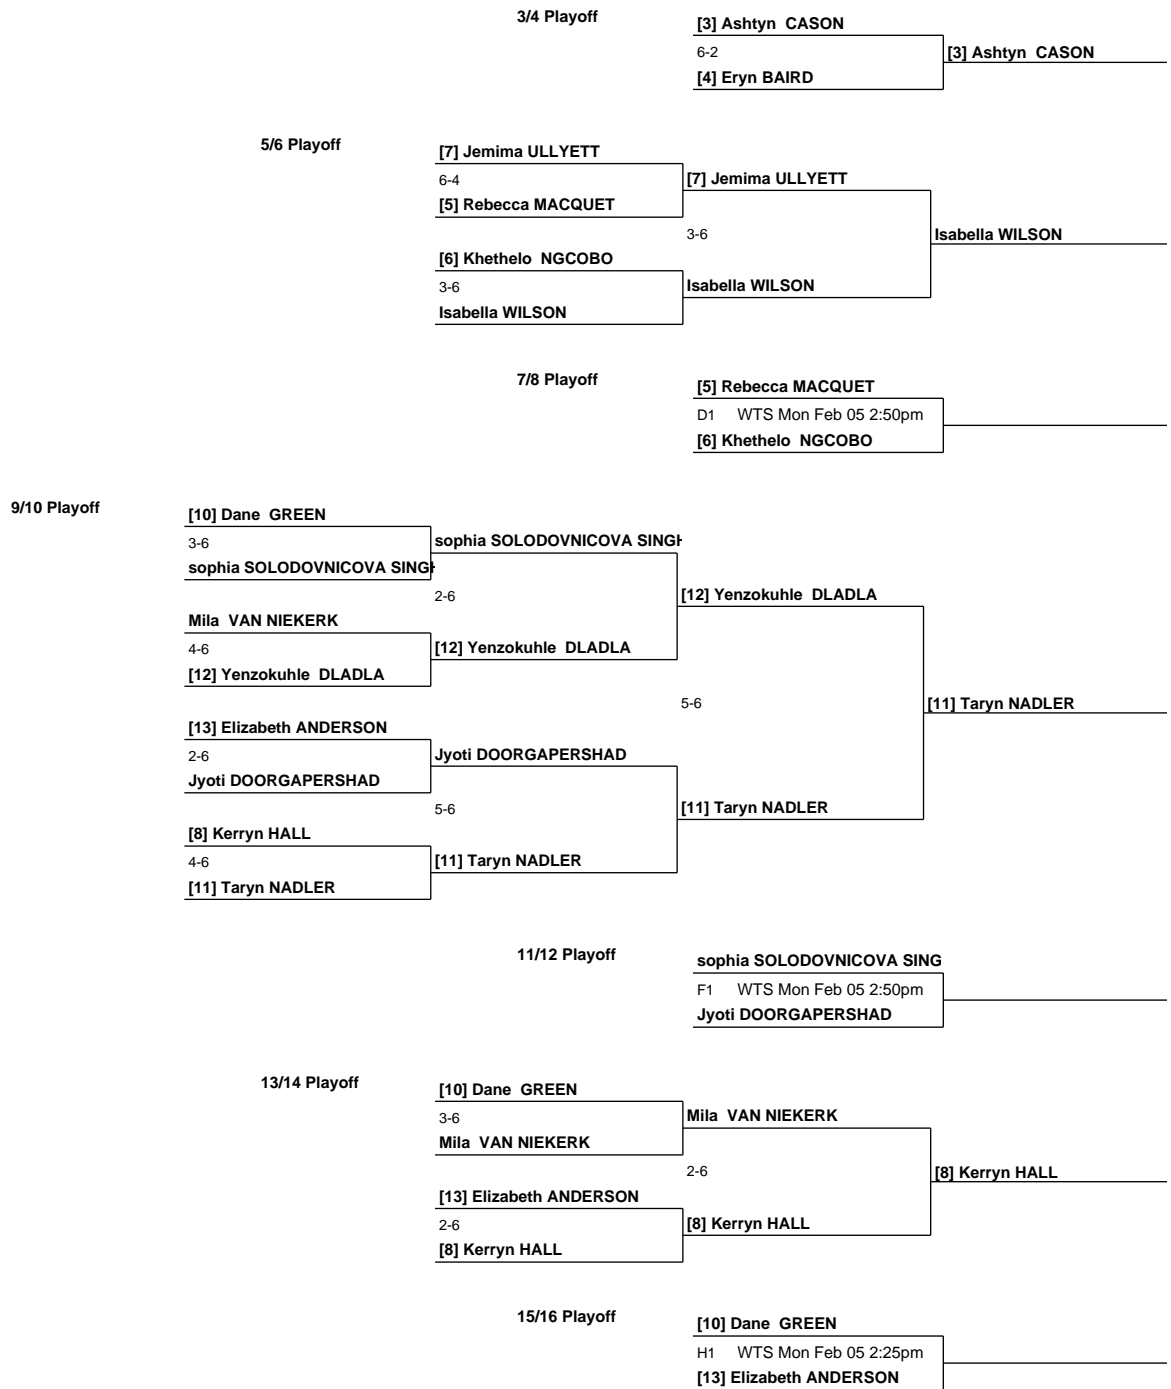 3/4 Playoff
[3] Ashtyn  CASON
6-2
[3] Ashtyn  CASON
[4] Eryn BAIRD
5/6 Playoff
[7] Jemima ULLYETT
6-4
[7] Jemima ULLYETT
[5] Rebecca MACQUET
3-6
Isabella WILSON
[6] Khethelo  NGCOBO
3-6
Isabella WILSON
Isabella WILSON
7/8 Playoff
[5] Rebecca MACQUET
D1 WTS Mon Feb 05 2:50pm
[6] Khethelo  NGCOBO
9/10 Playoff
[10] Dane  GREEN
3-6
sophia SOLODOVNICOVA SINGH
sophia SOLODOVNICOVA SING
2-6
[12] Yenzokuhle  DLADLA
Mila  VAN NIEKERK
4-6
[12] Yenzokuhle  DLADLA
[12] Yenzokuhle  DLADLA
5-6
[11] Taryn NADLER
[13] Elizabeth ANDERSON
2-6
Jyoti DOORGAPERSHAD
Jyoti DOORGAPERSHAD
5-6
[11] Taryn NADLER
[8] Kerryn HALL
4-6
[11] Taryn NADLER
[11] Taryn NADLER
11/12 Playoff
sophia SOLODOVNICOVA SING
F1 WTS Mon Feb 05 2:50pm
Jyoti DOORGAPERSHAD
13/14 Playoff
[10] Dane  GREEN
3-6
Mila  VAN NIEKERK
Mila  VAN NIEKERK
2-6
[8] Kerryn HALL
[13] Elizabeth ANDERSON
2-6
[8] Kerryn HALL
[8] Kerryn HALL
15/16 Playoff
[10] Dane  GREEN
H1 WTS Mon Feb 05 2:25pm
[13] Elizabeth ANDERSON